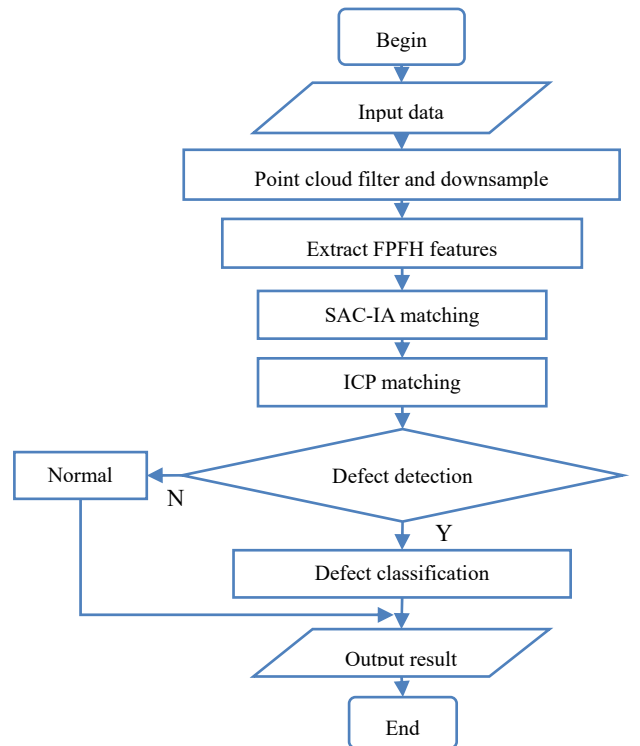 Begin
Input data
Point cloud filter and downsample
Extract FPFH features
SAC-IA matching
ICP matching
Defect detection
Normal
N
Y
Defect classification
Output result
End